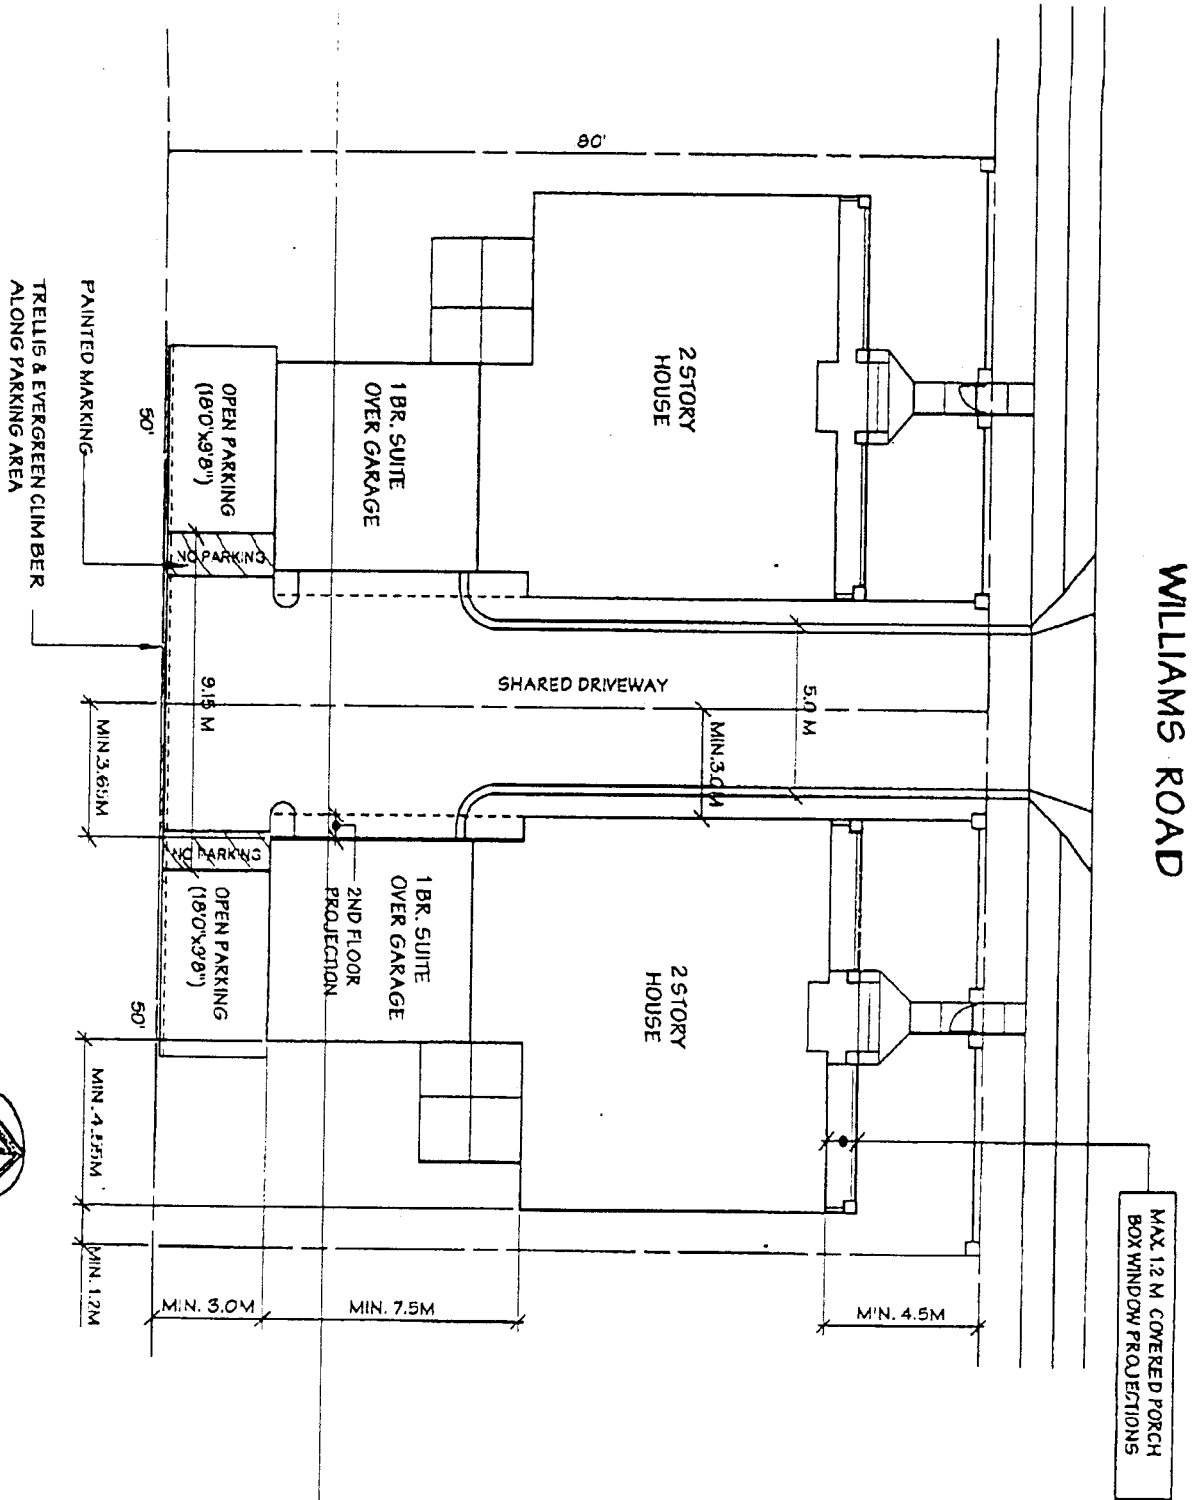 WILLIAMS ROAD
MAX. 1.2 M COVERED PORCH
BOX WINDOW PROJECTIONS
80'
2 STORY
HOUSE
1 BR. SUITE
OVER GARAGE
OPEN PARKING
(18'0"x9'8")
NO PARKING
50'
PAINTED MARKING
TRELLIS & EVERGREEN CLIMBER
ALONG PARKING AREA
SHARED DRIVEWAY
5.0 M
MIN.3.0M
9.15 M
MIN.3.65M
2 STORY
HOUSE
1 BR. SUITE
OVER GARAGE
2ND FLOOR
PROJECTION
NO PARKING
OPEN PARKING
(18'0"x9'8")
50'
MIN. 4.55M
MIN. 1.2M
MIN. 3.0M
MIN. 7.5M
MIN. 4.5M